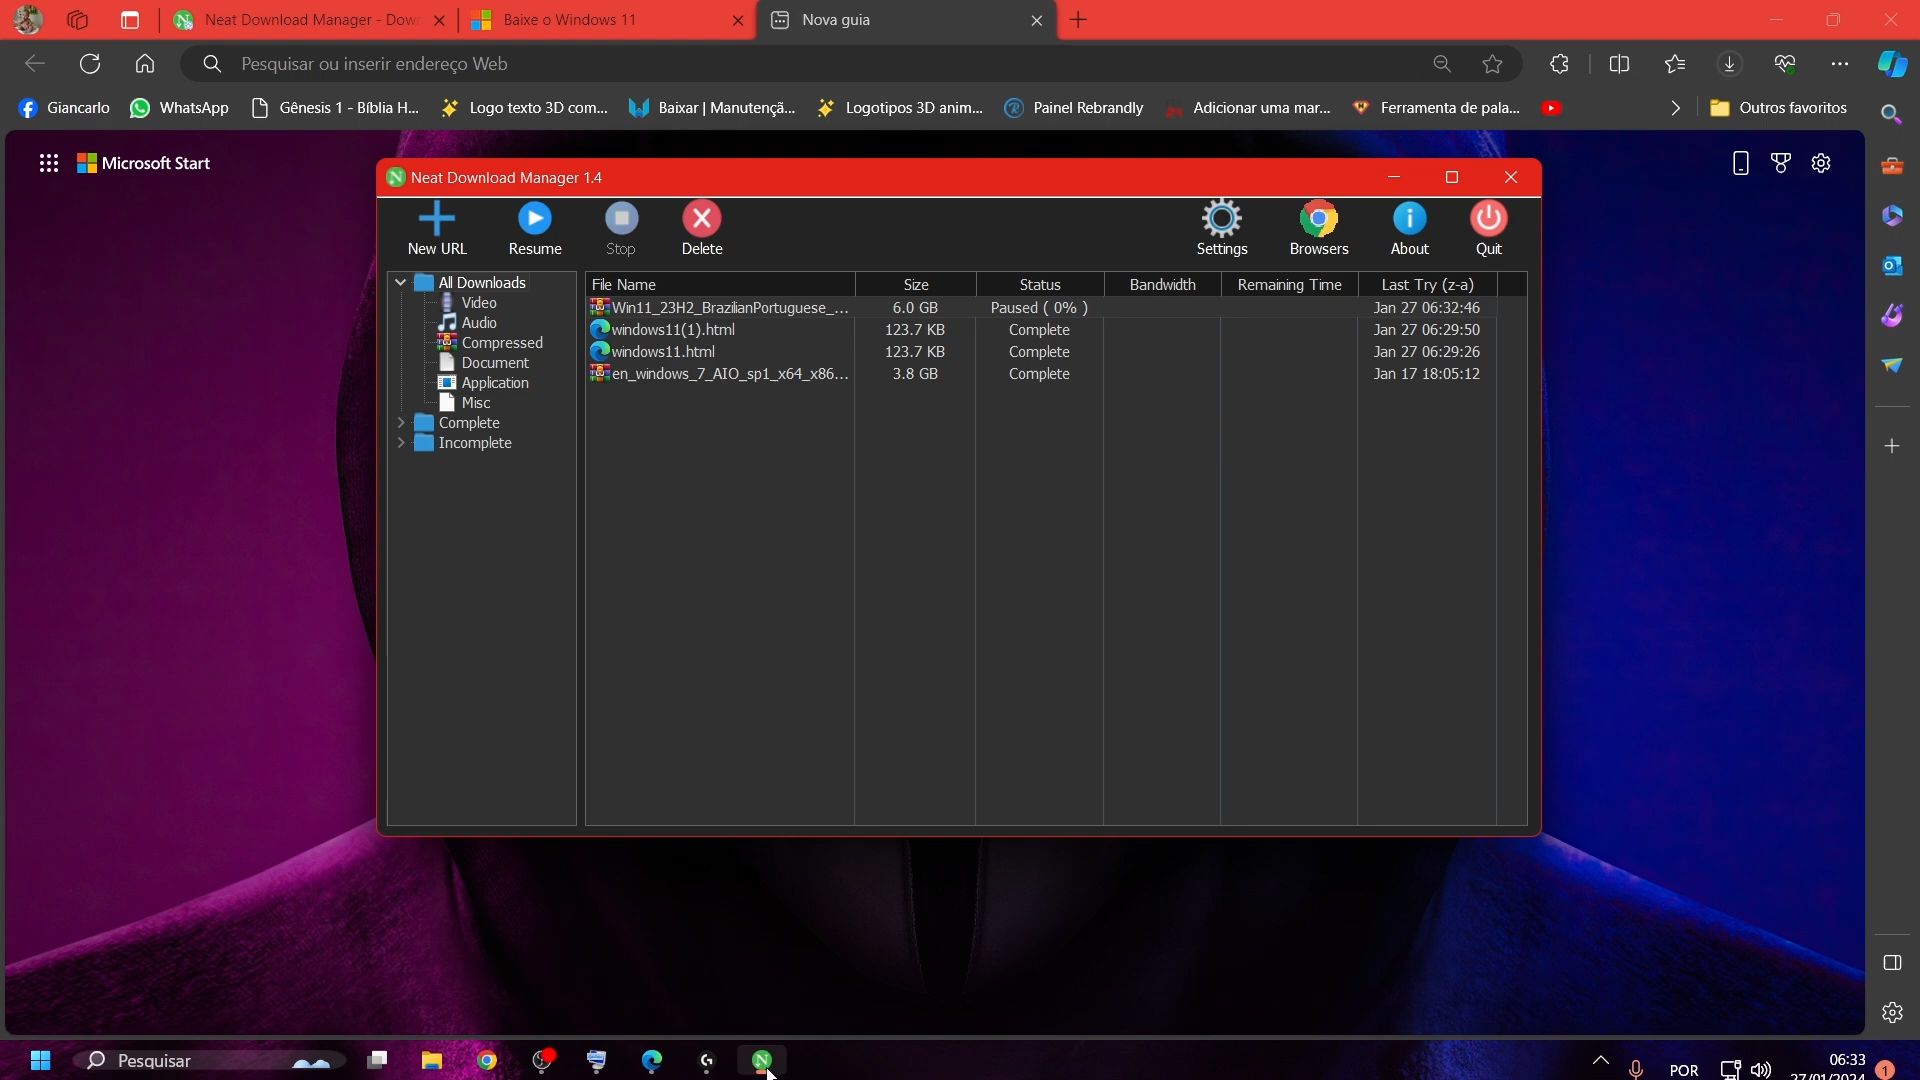 Neat Download Manager - Dow
Baixe o Windows 11
Nova guia
Pesquisar ou inserir endereço Web
Giancarlo
WhatsApp
Gênesis 1 - Bíblia H...
Logo texto 3D com...
Baixar | Manutençã...
Logotipos 3D anim...
Painel Rebrandly
Adicionar uma mar...
Ferramenta de pala...
Outros favoritos
Microsoft Start
Neat Download Manager 1.4
New URL
Resume
Stop
Delete
Settings
Browsers
About
Quit
All Downloads
Video
Audio
Compressed
Document
Application
Misc
Complete
Incomplete
File Name Size Status Bandwidth Remaining Time Last Try (z-a)
Win11_23H2_BrazilianPortuguese_... 6.0 GB Paused ( 0% ) Jan 27 06:32:46
windows11(1).html 123.7 KB Complete Jan 27 06:29:50
windows11.html 123.7 KB Complete Jan 27 06:29:26
en_windows_7_AIO_sp1_x64_x86... 3.8 GB Complete Jan 17 18:05:12
Pesquisar
POR
06:33
27/01/2024
1